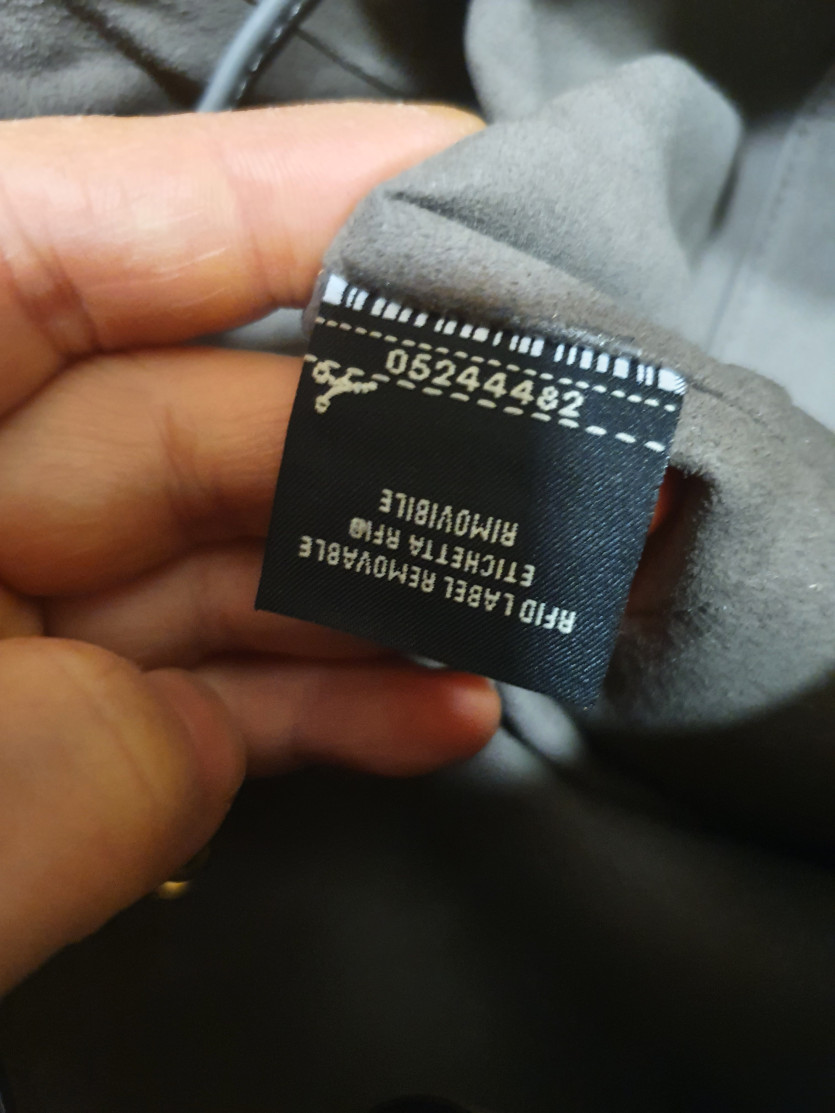 05244482
RFID LABEL REMOVABLE
ETICHETTA RFID
RIMOVIBILE